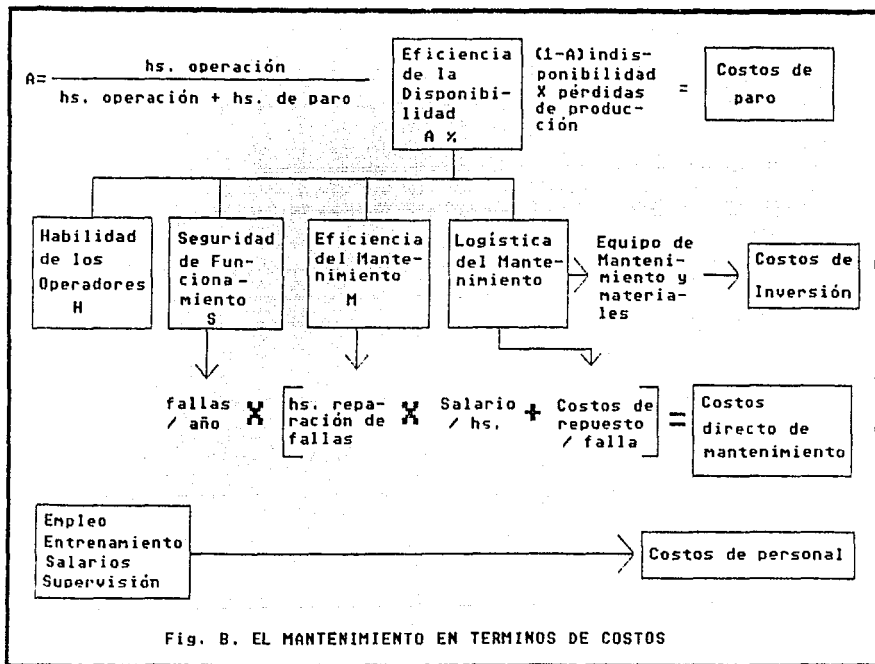 A=
hs. operación
hs. operación + hs. de paro
Eficiencia
de la
Disponibi-
lidad
A %
(1-A)indis-
ponibilidad
X pérdidas
de produc-
ción
=
Costos de
paro
Habilidad
de los
Operadores
H
Seguridad
de Fun-
ciona-
miento
S
Eficiencia
del Mante-
nimiento
M
Logística
del Mante-
nimiento
Equipo de
Manteni-
miento y
materia-
les
Costos de
Inversión
fallas
/ año
X
hs. repa-
ración de
fallas
X
Salario
/ hs.
+
Costos de
repuesto
/ falla
=
Costos
directo de
mantenimiento
Empleo
Entrenamiento
Salarios
Supervisión
Costos de personal
Fig. B. EL MANTENIMIENTO EN TERMINOS DE COSTOS